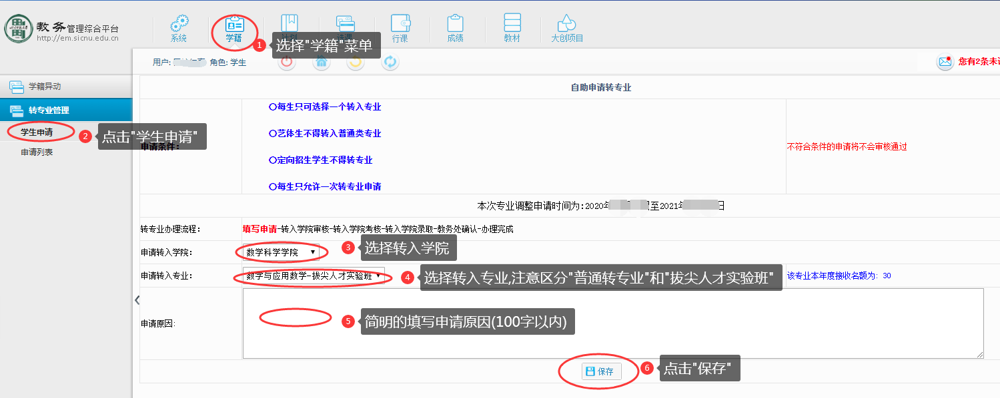 教务管理综合平台
http://em.sicnu.edu.cn
系统
学籍
行课
成绩
教材
大创项目
1 选择"学籍"菜单
用户:
角色: 学生
您有2条未
学籍异动
转专业管理
学生申请
2 点击"学生申请"
申请列表
自助申请转专业
申请条件:
〇每生只可选择一个转入专业
〇艺体生不得转入普通类专业
〇定向招生学生不得转专业
〇每生只允许一次转专业申请
不符合条件的申请将不会审核通过
本次专业调整申请时间为:2020年 至2021年 日
转专业办理流程:
填写申请-转入学院审核-转入学院考核-转入学院录取-教务处确认-办理完成
申请转入学院:
数学科学学院
3 选择转入学院
申请转入专业:
数学与应用数学-拔尖人才实验班
4 选择转入专业,注意区分"普通转专业"和"拔尖人才实验班"
该专业本年度接收名额为: 30
申请原因:
5 简明的填写申请原因(100字以内)
保存
6 点击"保存"